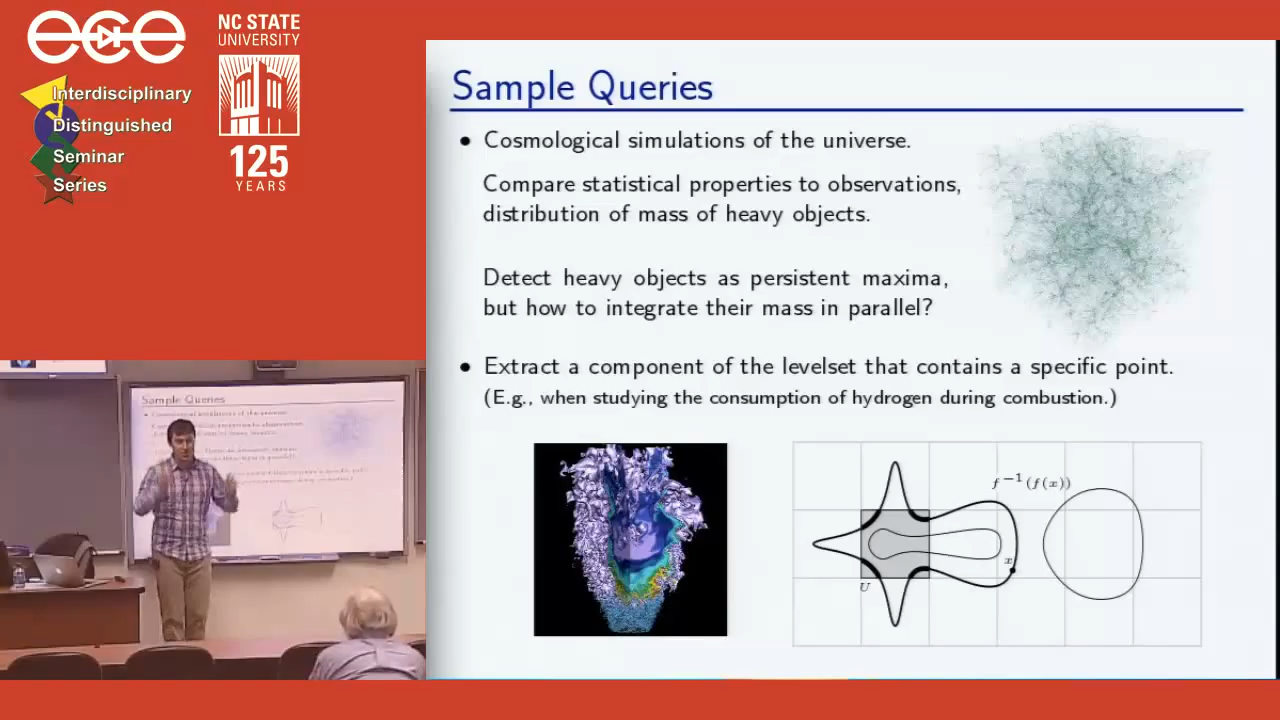 ece
NC STATE
UNIVERSITY
125
YEARS
Interdisciplinary
Distinguished
Seminar
Series
Sample Queries
• Cosmological simulations of the universe.
Compare statistical properties to observations,
distribution of mass of heavy objects.
Detect heavy objects as persistent maxima,
but how to integrate their mass in parallel?
• Extract a component of the levelset that contains a specific point.
(E.g., when studying the consumption of hydrogen during combustion.)
f⁻¹(f(x))
x
U
Sample Queries